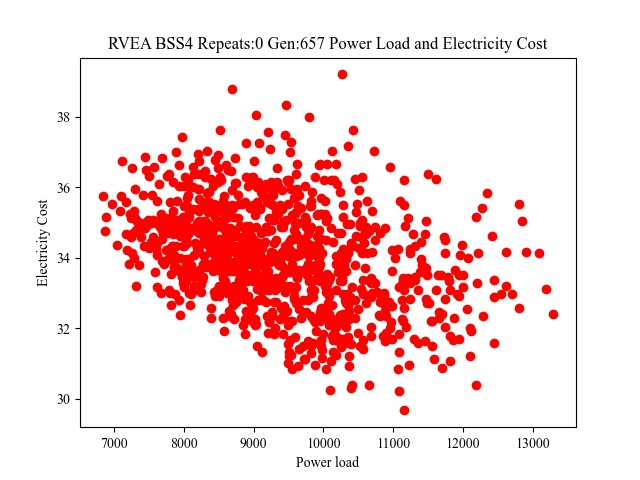 RVEA BSS4 Repeats:0 Gen:657 Power Load and Electricity Cost
38
36
34
32
30
Electricity Cost
7000 8000 9000 10000 11000 12000 13000
Power load